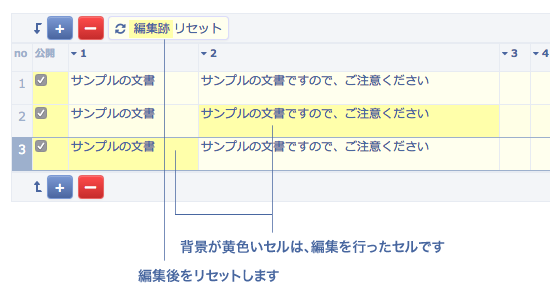 + − 編集跡 リセット
no 公開 1 2 3 4
1 サンプルの文書 サンプルの文書ですので、ご注意ください
2 サンプルの文書 サンプルの文書ですので、ご注意ください
3 サンプルの文書 サンプルの文書ですので、ご注意ください
+ −
背景が黄色いセルは、編集を行ったセルです
編集後をリセットします